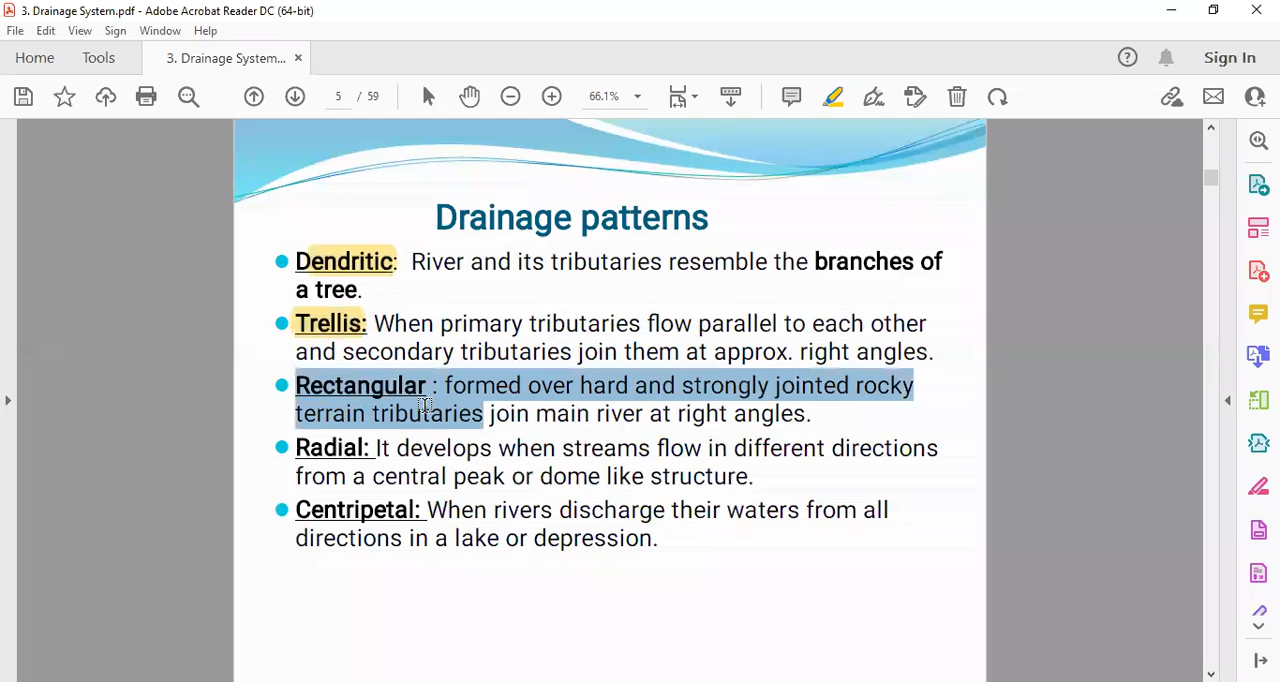 3. Drainage System.pdf - Adobe Acrobat Reader DC (64-bit)
File Edit View Sign Window Help
Home Tools 3. Drainage System... × Sign In
5 / 59 66.1%
Drainage patterns
Dendritic: River and its tributaries resemble the branches of
a tree.
Trellis: When primary tributaries flow parallel to each other
and secondary tributaries join them at approx. right angles.
Rectangular : formed over hard and strongly jointed rocky
terrain tributaries join main river at right angles.
Radial: It develops when streams flow in different directions
from a central peak or dome like structure.
Centripetal: When rivers discharge their waters from all
directions in a lake or depression.